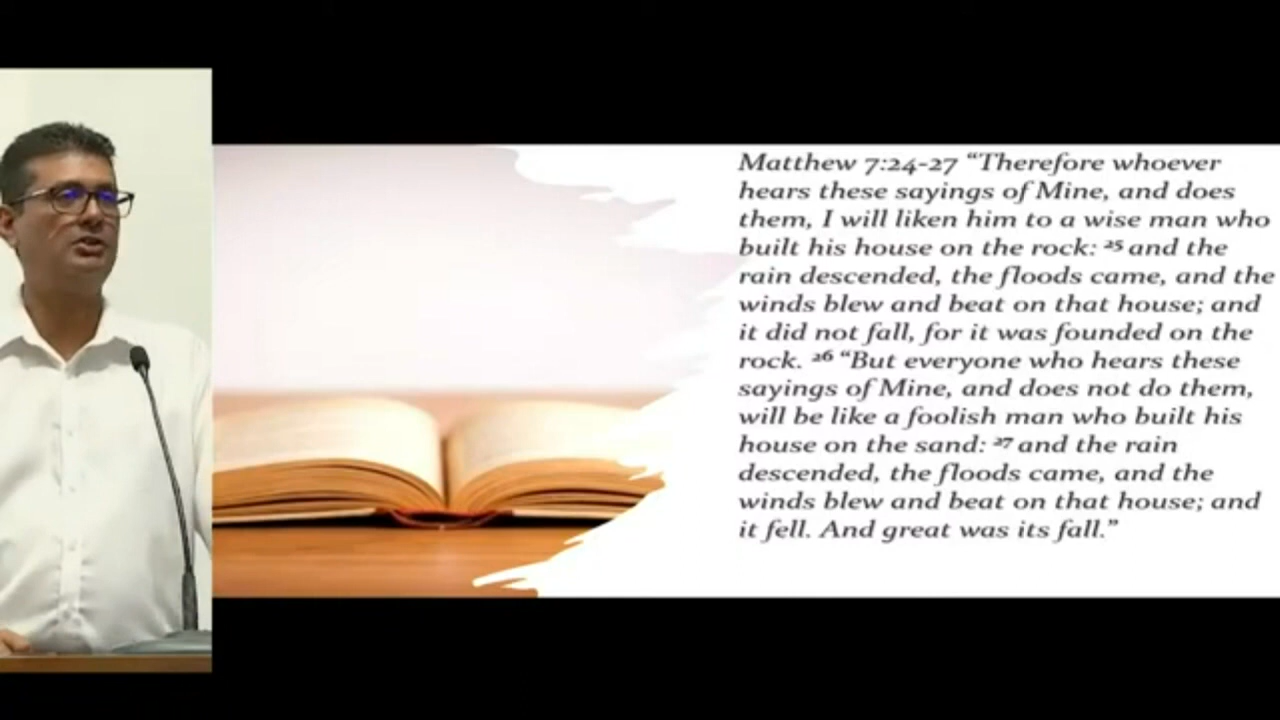 Matthew 7:24-27 “Therefore whoever
hears these sayings of Mine, and does
them, I will liken him to a wise man who
built his house on the rock: ²⁵ and the
rain descended, the floods came, and the
winds blew and beat on that house; and
it did not fall, for it was founded on the
rock. ²⁶ “But everyone who hears these
sayings of Mine, and does not do them,
will be like a foolish man who built his
house on the sand: ²⁷ and the rain
descended, the floods came, and the
winds blew and beat on that house; and
it fell. And great was its fall.”